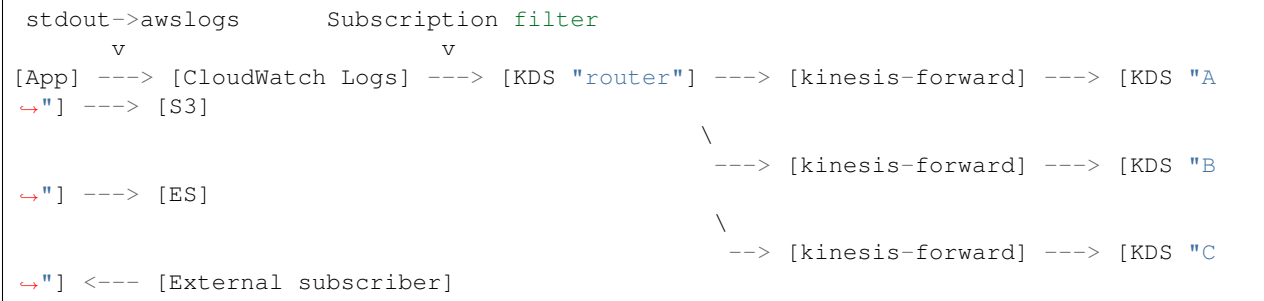 stdout->awslogs      Subscription filter
       v                     v
[App] ---> [CloudWatch Logs] ---> [KDS "router"] ---> [kinesis-forward] ---> [KDS "A
↪"] ---> [S3]
                                              \
                                               ---> [kinesis-forward] ---> [KDS "B
↪"] ---> [ES]
                                               \
                                                --> [kinesis-forward] ---> [KDS "C
↪"] <--- [External subscriber]